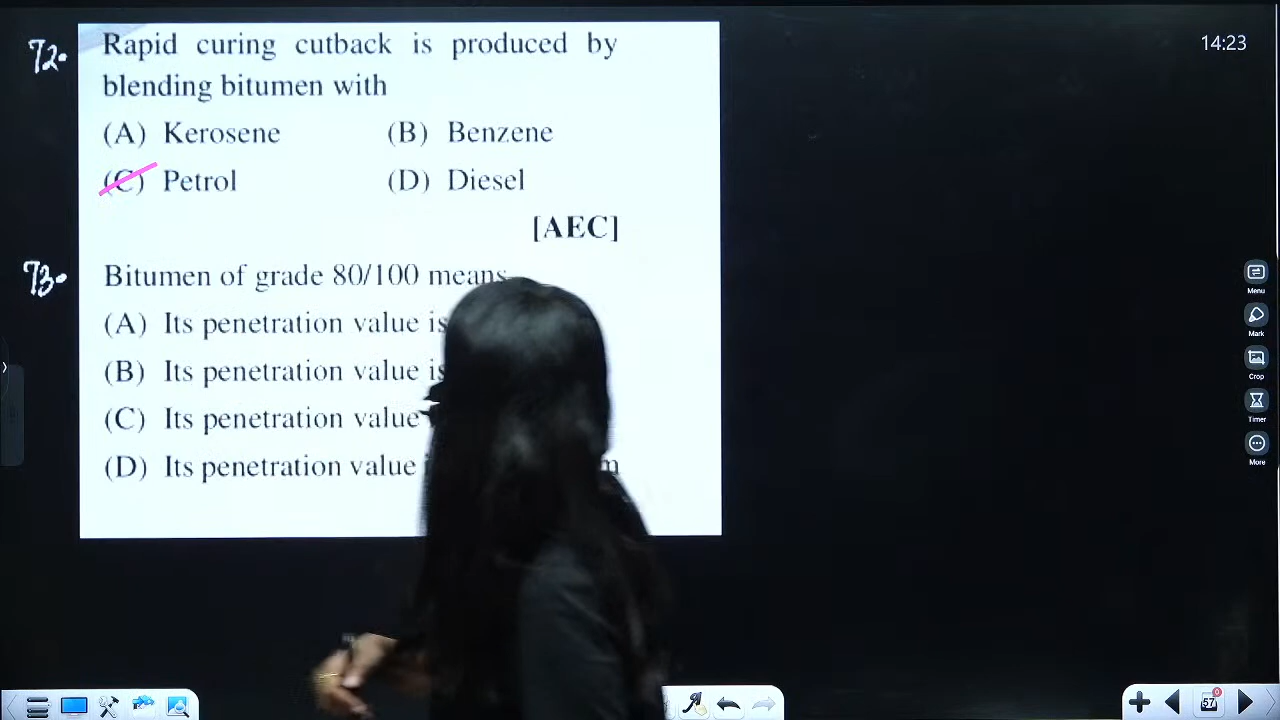 14:23
72.
Rapid curing cutback is produced by
blending bitumen with
(A) Kerosene (B) Benzene
(C) Petrol (D) Diesel
[AEC]
73.
Bitumen of grade 80/100 means
(A) Its penetration value is
(B) Its penetration value is
(C) Its penetration value
(D) Its penetration value
Menu
Mark
Crop
Timer
More
57